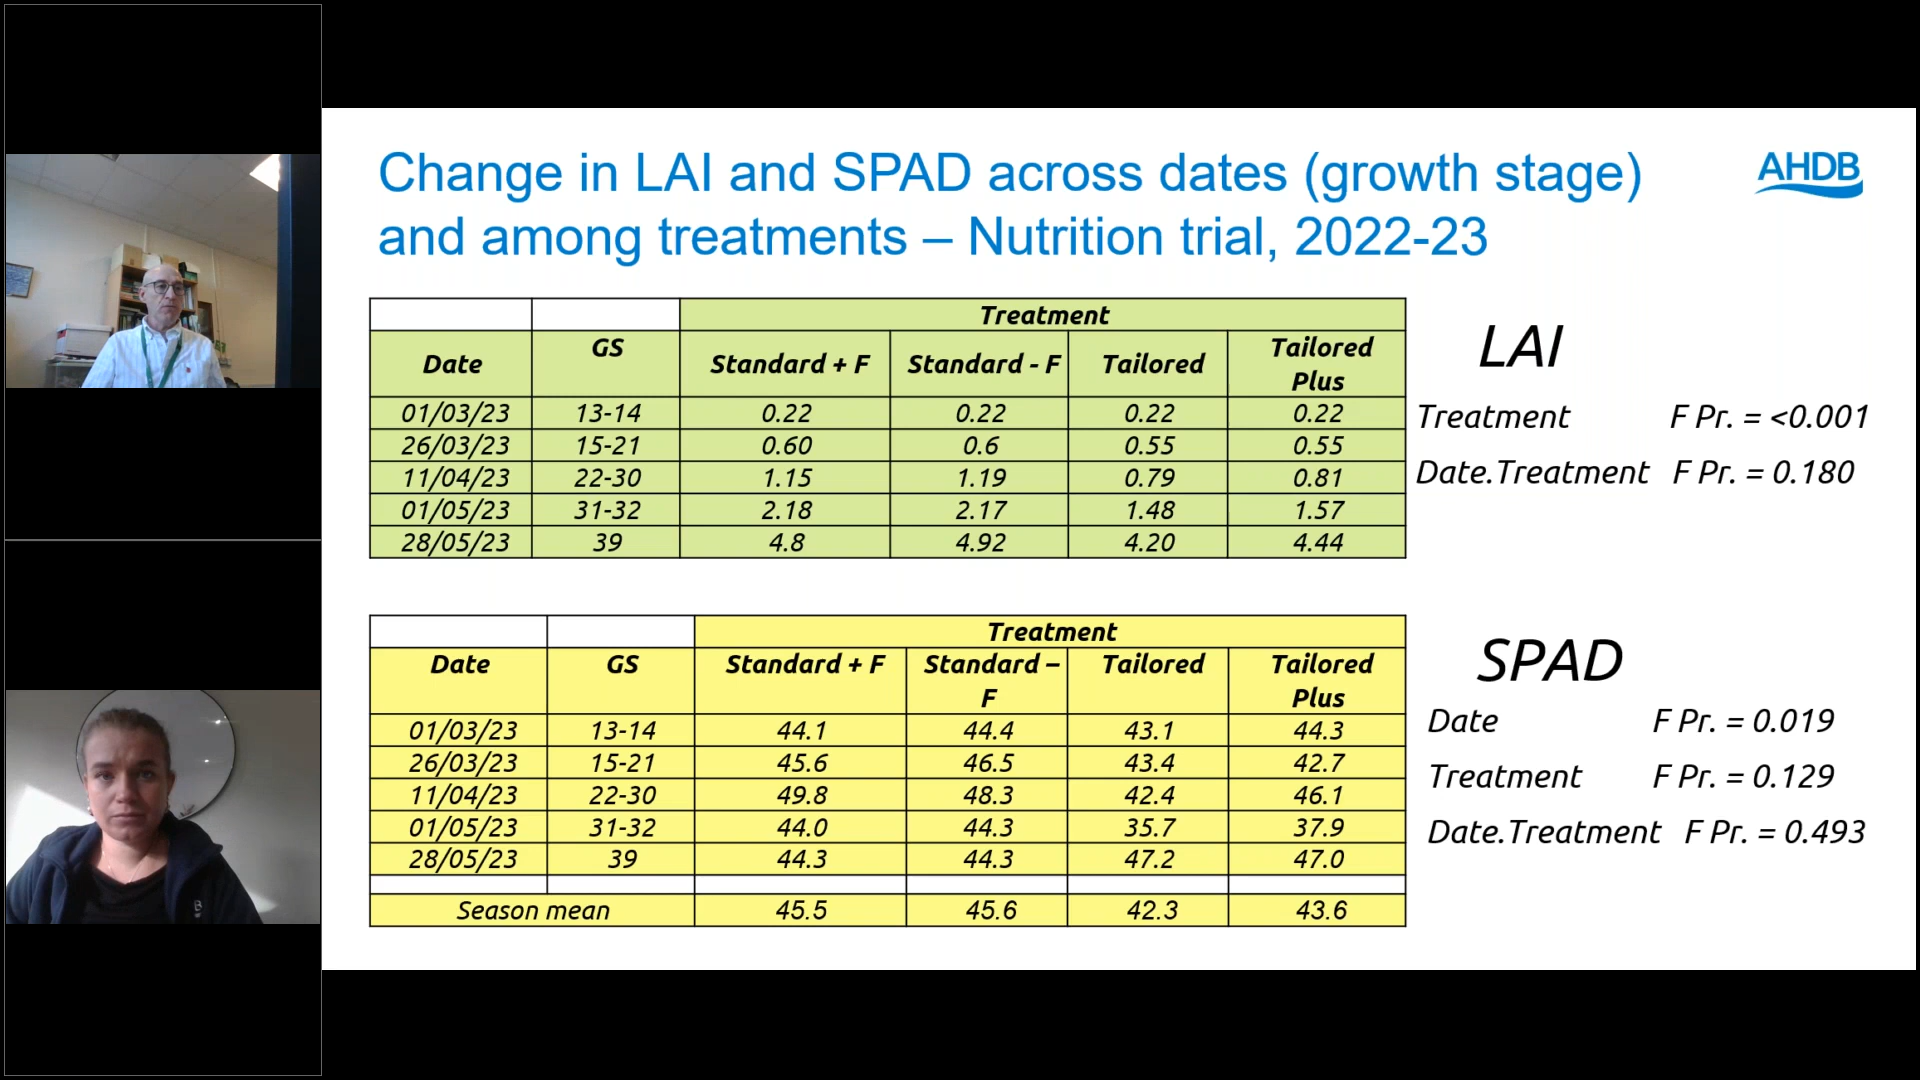 Change in LAI and SPAD across dates (growth stage)
and among treatments – Nutrition trial, 2022-23
AHDB
Treatment
Date GS Standard + F Standard - F Tailored Tailored Plus
01/03/23 13-14 0.22 0.22 0.22 0.22
26/03/23 15-21 0.60 0.6 0.55 0.55
11/04/23 22-30 1.15 1.19 0.79 0.81
01/05/23 31-32 2.18 2.17 1.48 1.57
28/05/23 39 4.8 4.92 4.20 4.44
LAI
Treatment F Pr. = <0.001
Date.Treatment F Pr. = 0.180
Treatment
Date GS Standard + F Standard – F Tailored Tailored Plus
01/03/23 13-14 44.1 44.4 43.1 44.3
26/03/23 15-21 45.6 46.5 43.4 42.7
11/04/23 22-30 49.8 48.3 42.4 46.1
01/05/23 31-32 44.0 44.3 35.7 37.9
28/05/23 39 44.3 44.3 47.2 47.0
Season mean 45.5 45.6 42.3 43.6
SPAD
Date F Pr. = 0.019
Treatment F Pr. = 0.129
Date.Treatment F Pr. = 0.493